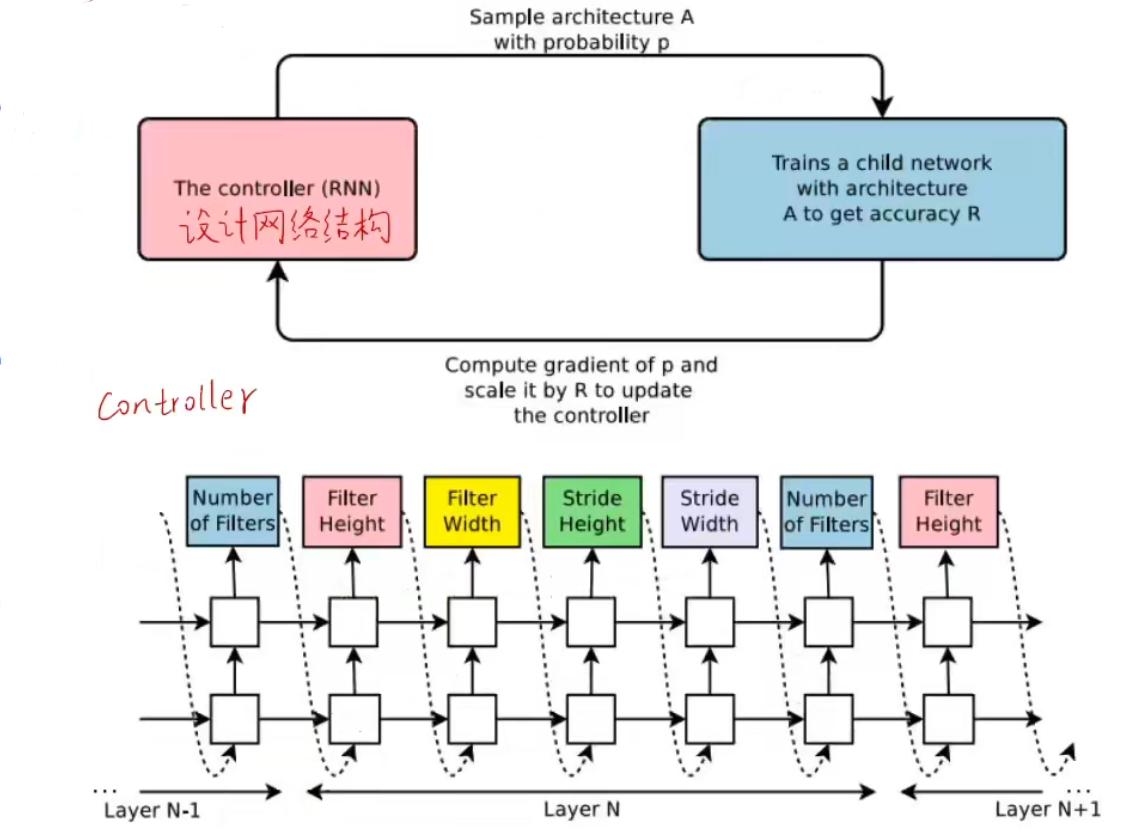 Sample architecture A
with probability p
The controller (RNN)
设计网络结构
Trains a child network
with architecture
A to get accuracy R
Compute gradient of p and
scale it by R to update
the controller
Controller
Number
of Filters
Filter
Height
Filter
Width
Stride
Height
Stride
Width
Number
of Filters
Filter
Height
...
Layer N-1
Layer N
...
Layer N+1